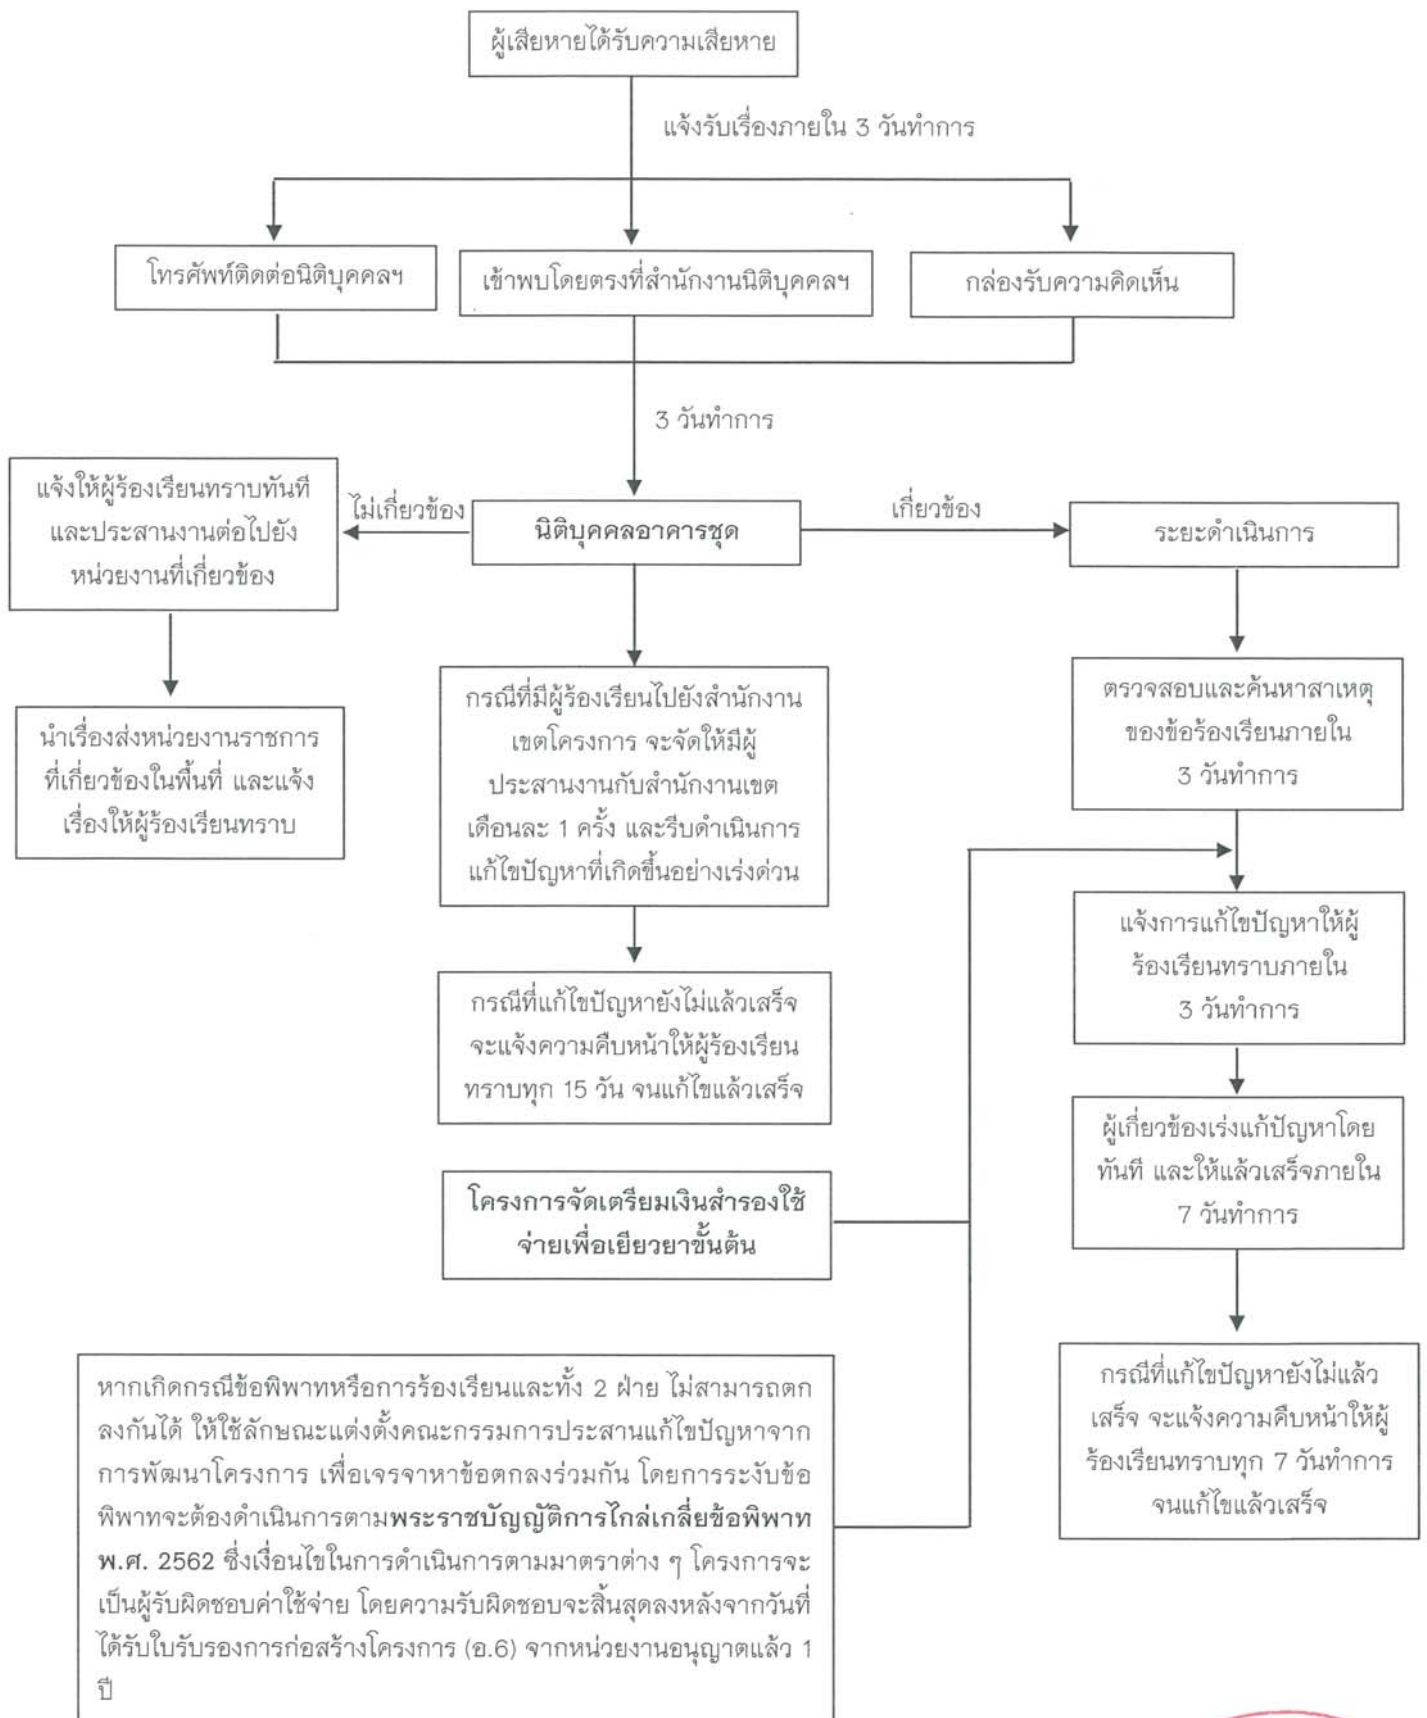 ผู้เสียหายได้รับความเสียหาย
แจ้งรับเรื่องภายใน 3 วันทำการ
โทรศัพท์ติดต่อนิติบุคคลฯ
เข้าพบโดยตรงที่สำนักงานนิติบุคคลฯ
กล่องรับความคิดเห็น
3 วันทำการ
แจ้งให้ผู้ร้องเรียนทราบทันที
และประสานงานต่อไปยัง
หน่วยงานที่เกี่ยวข้อง
ไม่เกี่ยวข้อง
นิติบุคคลอาคารชุด
เกี่ยวข้อง
ระยะดำเนินการ
นำเรื่องส่งหน่วยงานราชการ
ที่เกี่ยวข้องในพื้นที่ และแจ้ง
เรื่องให้ผู้ร้องเรียนทราบ
กรณีที่มีผู้ร้องเรียนไปยังสำนักงาน
เขตโครงการ จะจัดให้มีผู้
ประสานงานกับสำนักงานเขต
เดือนละ 1 ครั้ง และรีบดำเนินการ
แก้ไขปัญหาที่เกิดขึ้นอย่างเร่งด่วน
ตรวจสอบและค้นหาสาเหตุ
ของข้อร้องเรียนภายใน
3 วันทำการ
แจ้งการแก้ไขปัญหาให้ผู้
ร้องเรียนทราบภายใน
3 วันทำการ
กรณีที่แก้ไขปัญหายังไม่แล้วเสร็จ
จะแจ้งความคืบหน้าให้ผู้ร้องเรียน
ทราบทุก 15 วัน จนแก้ไขแล้วเสร็จ
ผู้เกี่ยวข้องเร่งแก้ปัญหาโดย
ทันที และให้แล้วเสร็จภายใน
7 วันทำการ
โครงการจัดเตรียมเงินสำรองใช้
จ่ายเพื่อเยียวยาขั้นต้น
กรณีที่แก้ไขปัญหายังไม่แล้ว
เสร็จ จะแจ้งความคืบหน้าให้ผู้
ร้องเรียนทราบทุก 7 วันทำการ
จนแก้ไขแล้วเสร็จ
หากเกิดกรณีข้อพิพาทหรือการร้องเรียนและทั้ง 2 ฝ่าย ไม่สามารถตก
ลงกันได้ ให้ใช้ลักษณะแต่งตั้งคณะกรรมการประสานแก้ไขปัญหาจาก
การพัฒนาโครงการ เพื่อเจรจาหาข้อตกลงร่วมกัน โดยการระงับข้อ
พิพาทจะต้องดำเนินการตามพระราชบัญญัติการไกล่เกลี่ยข้อพิพาท
พ.ศ. 2562 ซึ่งเงื่อนไขในการดำเนินการตามมาตราต่าง ๆ โครงการจะ
เป็นผู้รับผิดชอบค่าใช้จ่าย โดยความรับผิดชอบจะสิ้นสุดลงหลังจากวันที่
ได้รับใบรับรองการก่อสร้างโครงการ (อ.6) จากหน่วยงานอนุญาตแล้ว 1
ปี